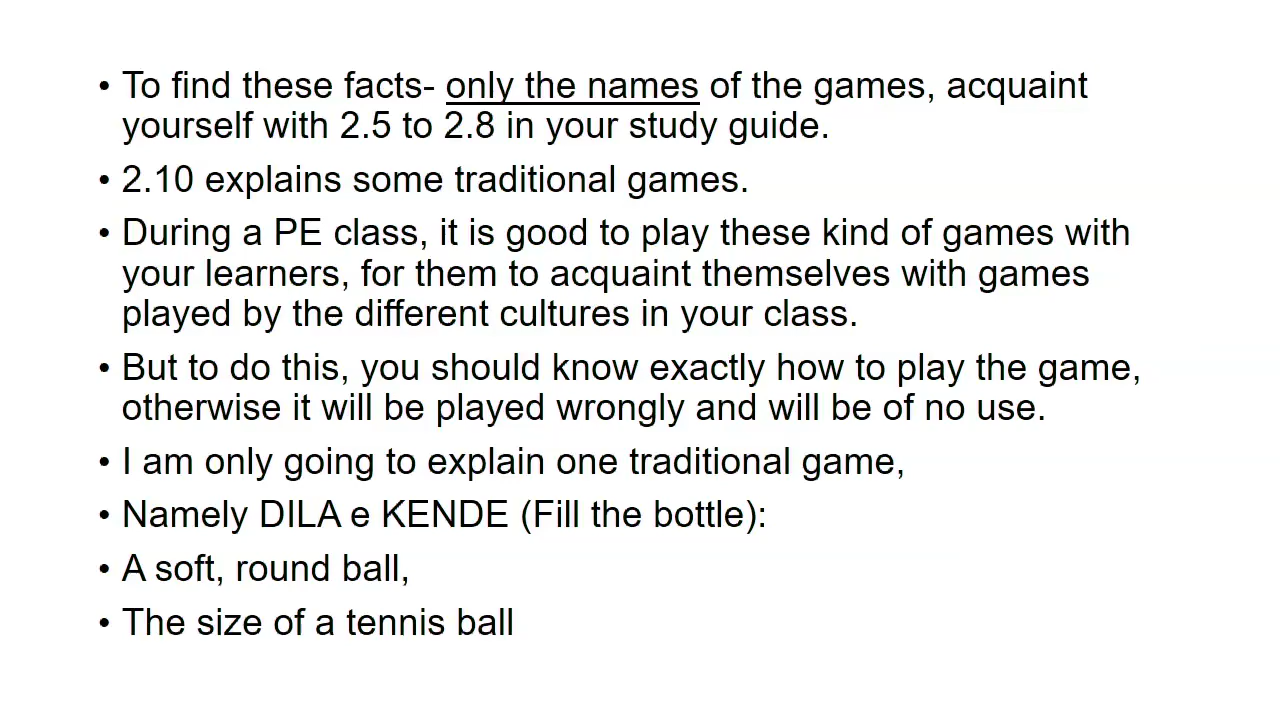 • To find these facts- only the names of the games, acquaint
yourself with 2.5 to 2.8 in your study guide.
• 2.10 explains some traditional games.
• During a PE class, it is good to play these kind of games with
your learners, for them to acquaint themselves with games
played by the different cultures in your class.
• But to do this, you should know exactly how to play the game,
otherwise it will be played wrongly and will be of no use.
• I am only going to explain one traditional game,
• Namely DILA e KENDE (Fill the bottle):
• A soft, round ball,
• The size of a tennis ball